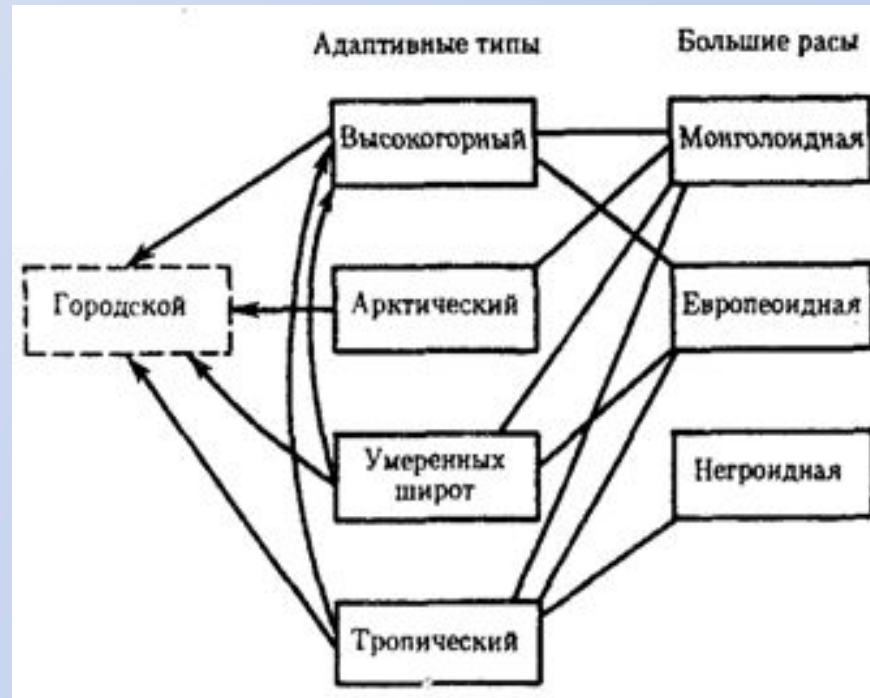 Адаптивные типы
Большие расы
Высокогорный
Монголоидная
Городской
Арктический
Европеоидная
Умеренных
широт
Негроидная
Тропический